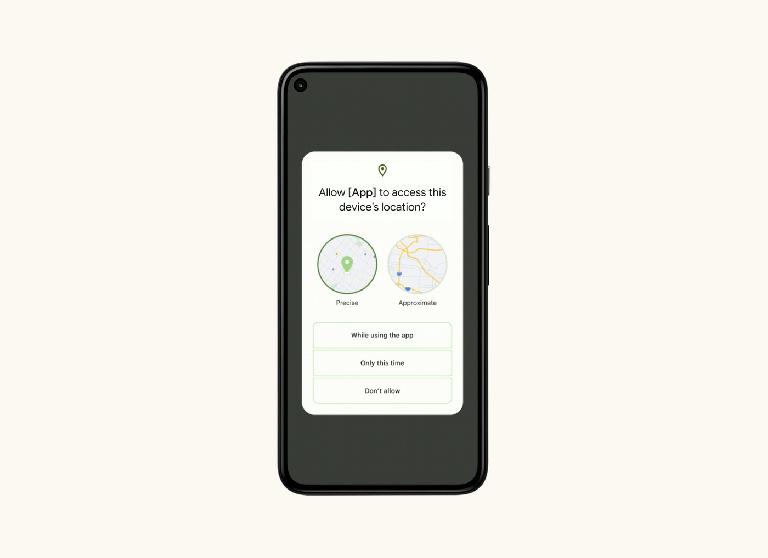 Allow [App] to access this
device's location?
Precise
Approximate
While using the app
Only this time
Don't allow